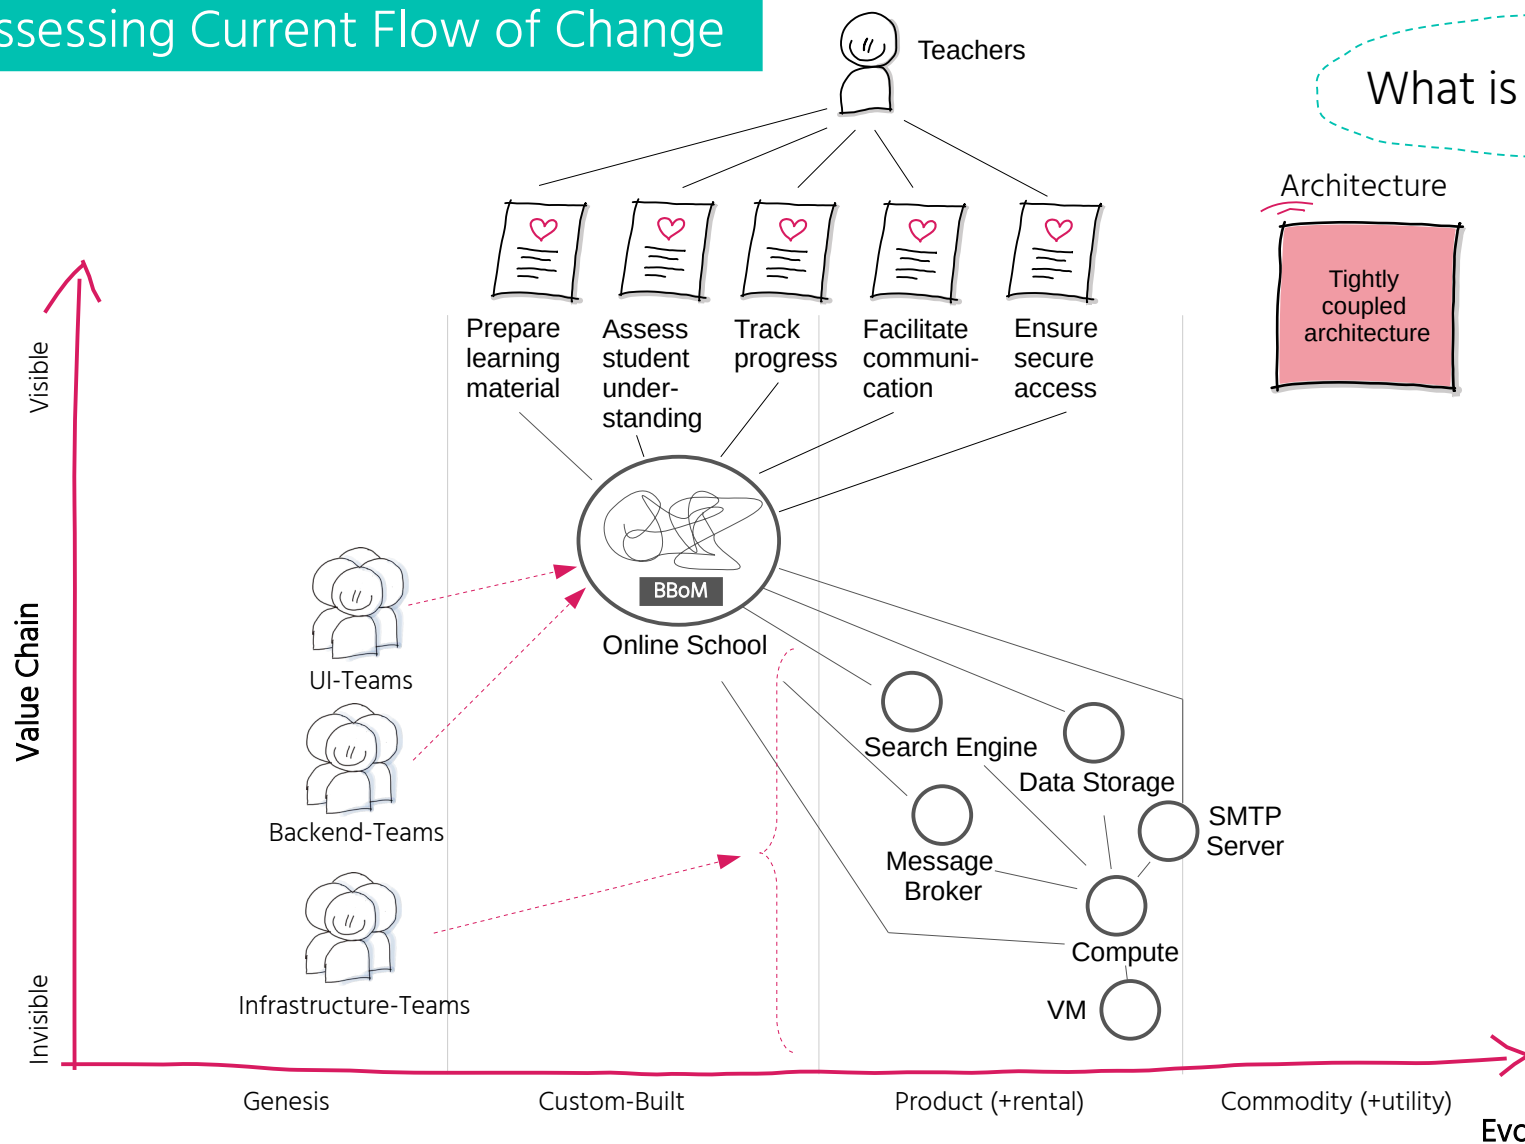 ssessing Current Flow of Change
Teachers
What is
Architecture
Tightly
coupled
architecture
Prepare
learning
material
Assess
student
under-
standing
Track
progress
Facilitate
communi-
cation
Ensure
secure
access
Visible
Value Chain
Invisible
BBoM
Online School
UI-Teams
Backend-Teams
Infrastructure-Teams
Search Engine
Data Storage
SMTP
Server
Message
Broker
Compute
VM
Genesis
Custom-Built
Product (+rental)
Commodity (+utility)
Evo